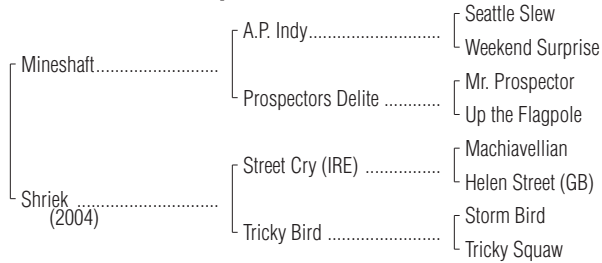 Seattle Slew
A.P. Indy..............................
Weekend Surprise
Mineshaft............................
Mr. Prospector
Prospectors Delite .............
Up the Flagpole
Machiavellian
Street Cry (IRE) .................
Helen Street (GB)
Shriek ................................
(2004)
Storm Bird
Tricky Bird ..........................
Tricky Squaw